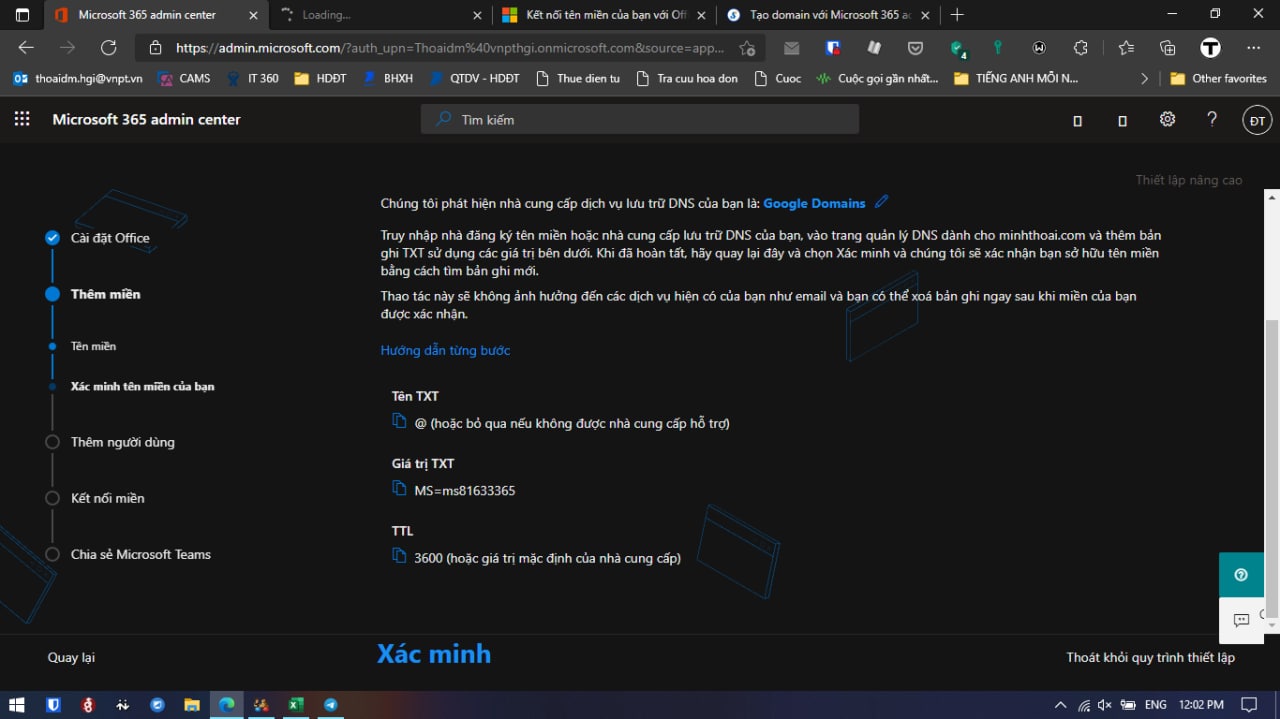 Microsoft 365 admin center
Loading...
Kết nối tên miền của bạn với Off
Tạo domain với Microsoft 365 ac
https://admin.microsoft.com/?auth_upn=Thoaidm%40vnpthgi.onmicrosoft.com&source=app...
4
thoaidm.hgi@vnpt.vn
CAMS
IT 360
HDĐT
BHXH
QTDV - HDĐT
Thue dien tu
Tra cuu hoa don
Cuoc
Cuộc gọi gần nhất...
TIẾNG ANH MỖI N...
Other favorites
Microsoft 365 admin center
Tìm kiếm
ĐT
Thiết lập nâng cao
Chúng tôi phát hiện nhà cung cấp dịch vụ lưu trữ DNS của bạn là: Google Domains
Cài đặt Office
Thêm miền
Tên miền
Xác minh tên miền của bạn
Thêm người dùng
Kết nối miền
Chia sẻ Microsoft Teams
Truy nhập nhà đăng ký tên miền hoặc nhà cung cấp lưu trữ DNS của bạn, vào trang quản lý DNS dành cho minhthoai.com và thêm bản
ghi TXT sử dụng các giá trị bên dưới. Khi đã hoàn tất, hãy quay lại đây và chọn Xác minh và chúng tôi sẽ xác nhận bạn sở hữu tên miền
bằng cách tìm bản ghi mới.
Thao tác này sẽ không ảnh hưởng đến các dịch vụ hiện có của bạn như email và bạn có thể xoá bản ghi ngay sau khi miền của bạn
được xác nhận.
Hướng dẫn từng bước
Tên TXT
@ (hoặc bỏ qua nếu không được nhà cung cấp hỗ trợ)
Giá trị TXT
MS=ms81633365
TTL
3600 (hoặc giá trị mặc định của nhà cung cấp)
Quay lại
Xác minh
Thoát khỏi quy trình thiết lập
ENG
12:02 PM